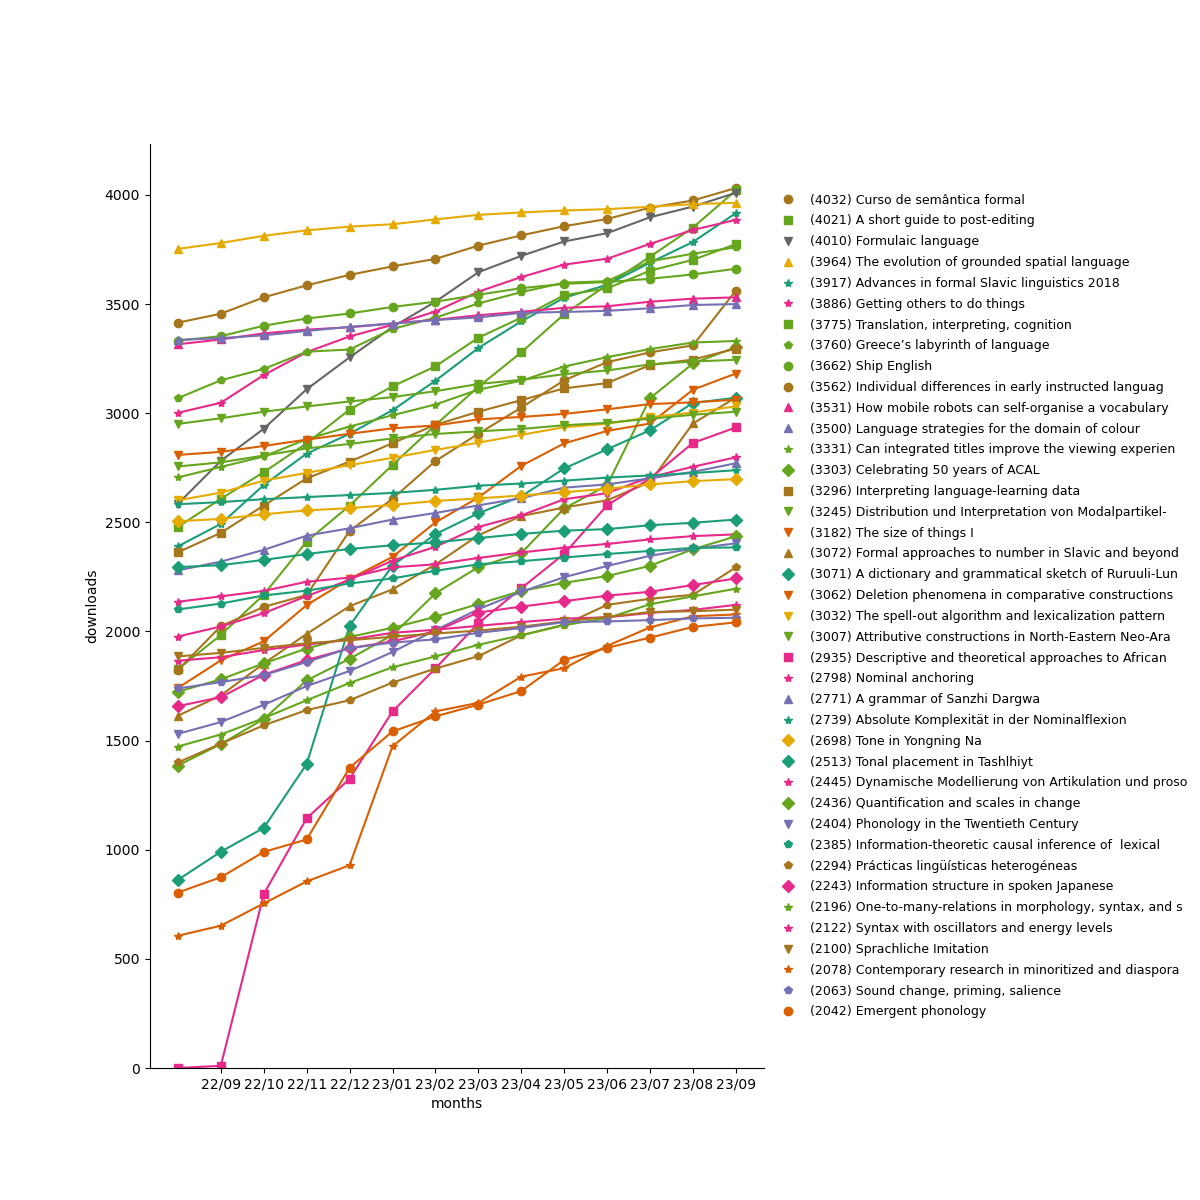 4000
3500
3000
2500
2000
1500
1000
500
0
downloads
22/09 22/10 22/11 22/12 23/01 23/02 23/03 23/04 23/05 23/06 23/07 23/08 23/09
months
(4032) Curso de semântica formal
(4021) A short guide to post-editing
(4010) Formulaic language
(3964) The evolution of grounded spatial language
(3917) Advances in formal Slavic linguistics 2018
(3886) Getting others to do things
(3775) Translation, interpreting, cognition
(3760) Greece’s labyrinth of language
(3662) Ship English
(3562) Individual differences in early instructed languag
(3531) How mobile robots can self-organise a vocabulary
(3500) Language strategies for the domain of colour
(3331) Can integrated titles improve the viewing experien
(3303) Celebrating 50 years of ACAL
(3296) Interpreting language-learning data
(3245) Distribution und Interpretation von Modalpartikel-
(3182) The size of things I
(3072) Formal approaches to number in Slavic and beyond
(3071) A dictionary and grammatical sketch of Ruruuli-Lun
(3062) Deletion phenomena in comparative constructions
(3032) The spell-out algorithm and lexicalization pattern
(3007) Attributive constructions in North-Eastern Neo-Ara
(2935) Descriptive and theoretical approaches to African
(2798) Nominal anchoring
(2771) A grammar of Sanzhi Dargwa
(2739) Absolute Komplexität in der Nominalflexion
(2698) Tone in Yongning Na
(2513) Tonal placement in Tashlhiyt
(2445) Dynamische Modellierung von Artikulation und proso
(2436) Quantification and scales in change
(2404) Phonology in the Twentieth Century
(2385) Information-theoretic causal inference of  lexical
(2294) Prácticas lingüísticas heterogéneas
(2243) Information structure in spoken Japanese
(2196) One-to-many-relations in morphology, syntax, and s
(2122) Syntax with oscillators and energy levels
(2100) Sprachliche Imitation
(2078) Contemporary research in minoritized and diaspora
(2063) Sound change, priming, salience
(2042) Emergent phonology